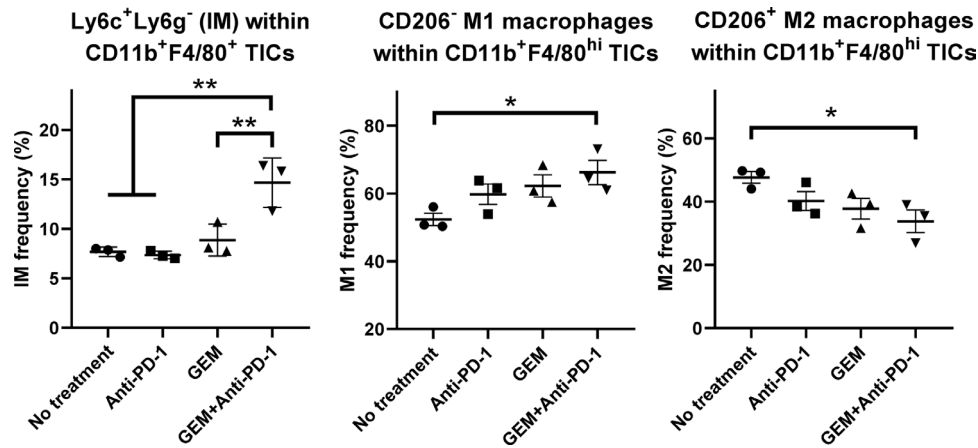 Ly6c⁺Ly6g⁻ (IM) within
CD11b⁺F4/80⁺ TICs
**
**
IM frequency (%)
20
15
10
5
0
No treatment
Anti-PD-1
GEM
GEM+Anti-PD-1
CD206⁻ M1 macrophages
within CD11b⁺F4/80ʰⁱ TICs
*
M1 frequency (%)
80
60
40
20
No treatment
Anti-PD-1
GEM
GEM+Anti-PD-1
CD206⁺ M2 macrophages
within CD11b⁺F4/80ʰⁱ TICs
*
M2 frequency (%)
60
40
20
0
No treatment
Anti-PD-1
GEM
GEM+Anti-PD-1